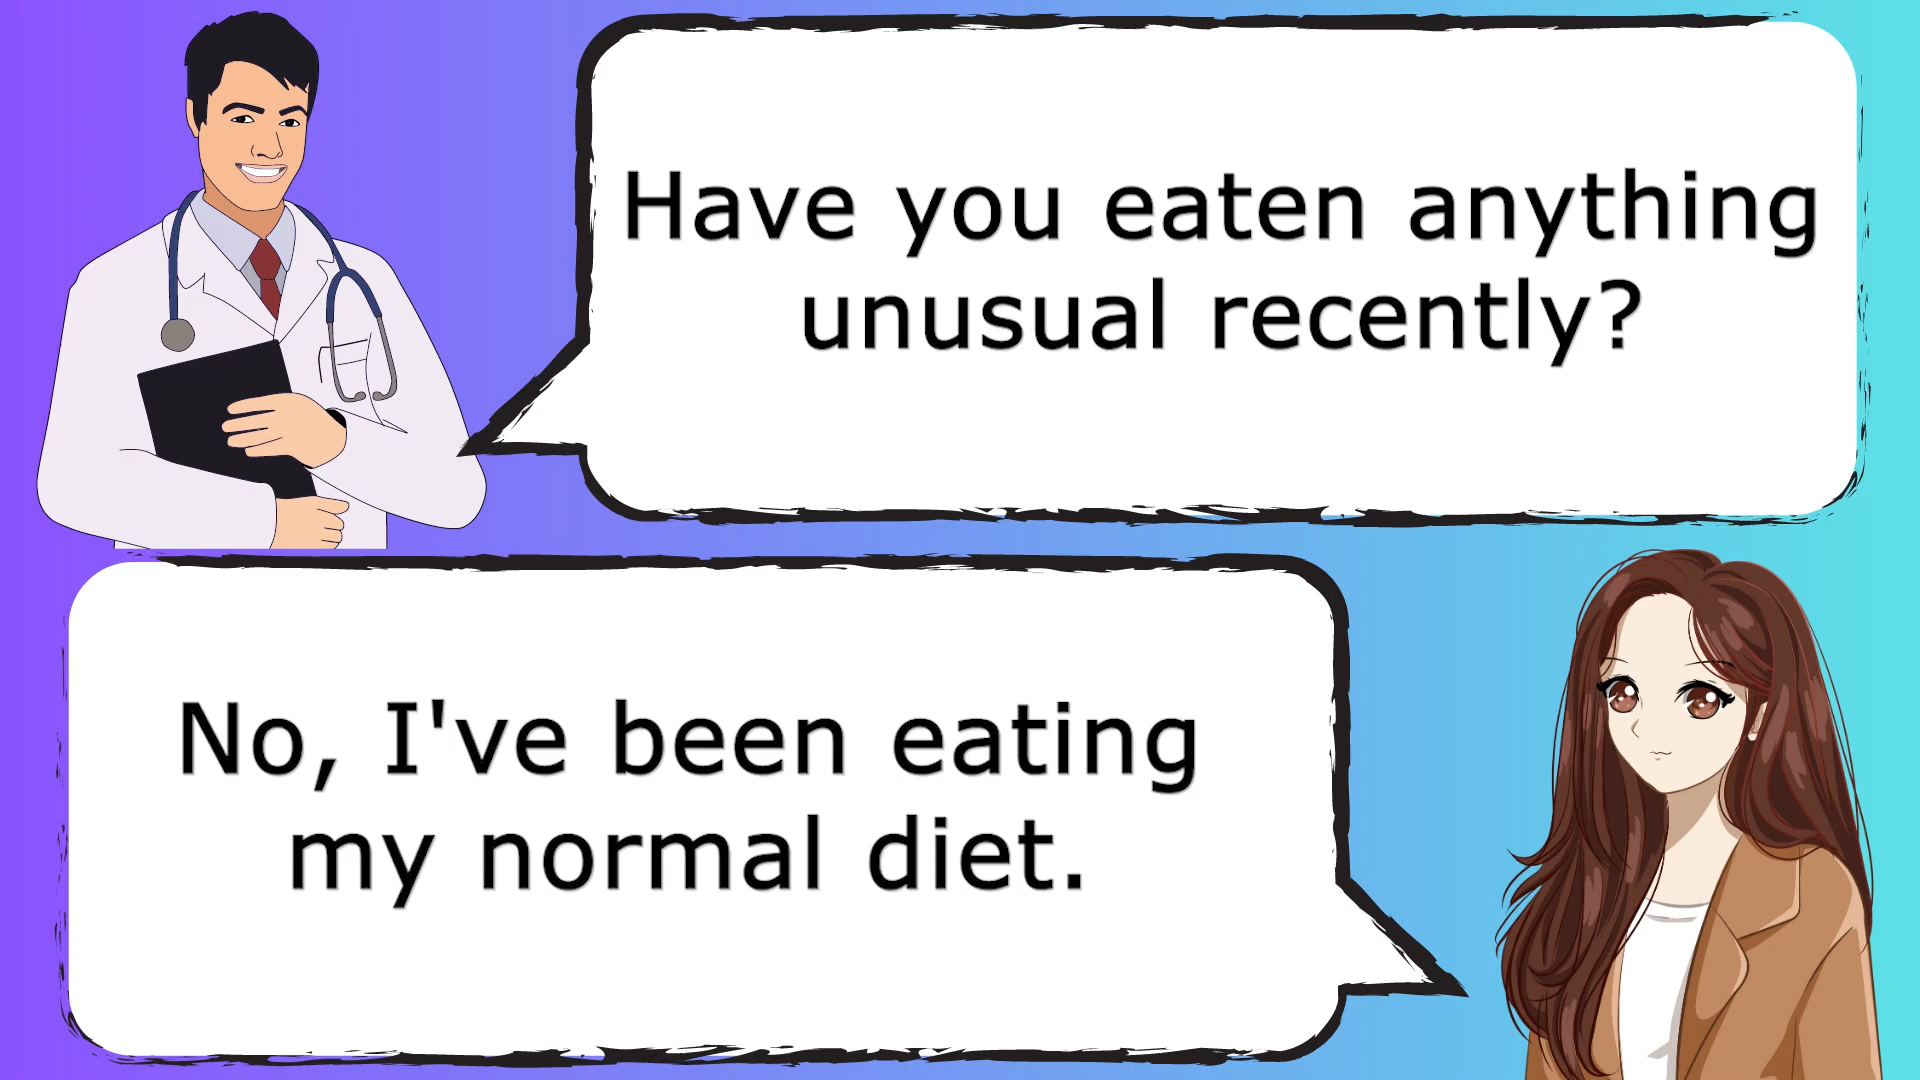 Have you eaten anything
unusual recently?
No, I've been eating
my normal diet.